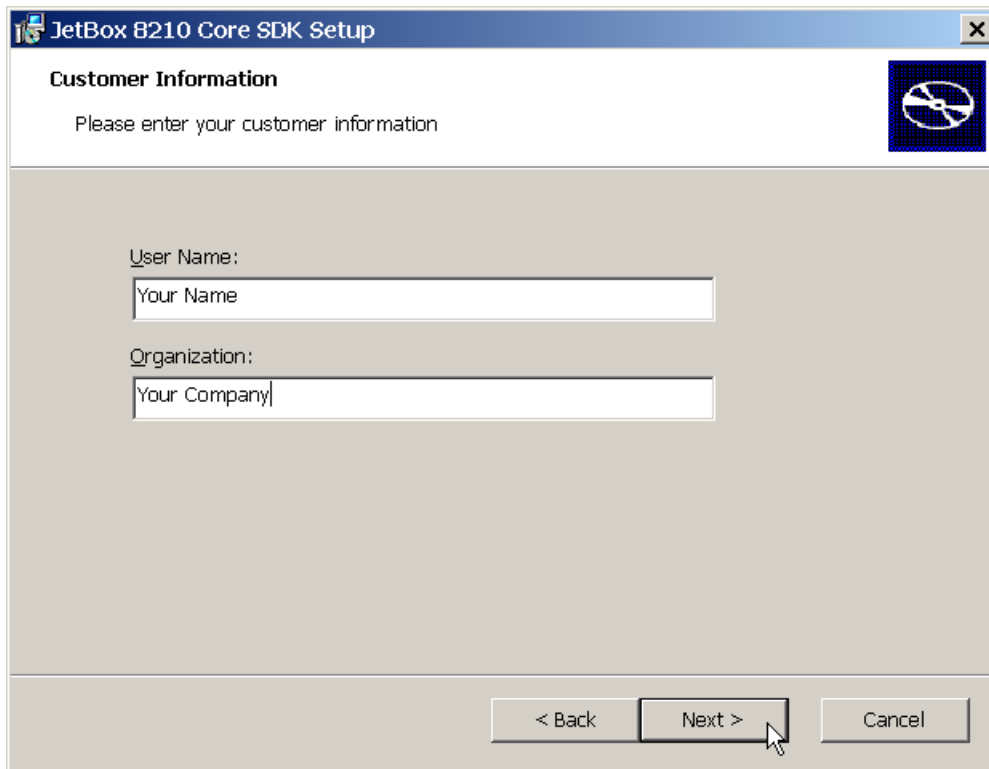 JetBox 8210 Core SDK Setup
Customer Information
Please enter your customer information
User Name:
Your Name
Organization:
Your Company
< Back
Next >
Cancel